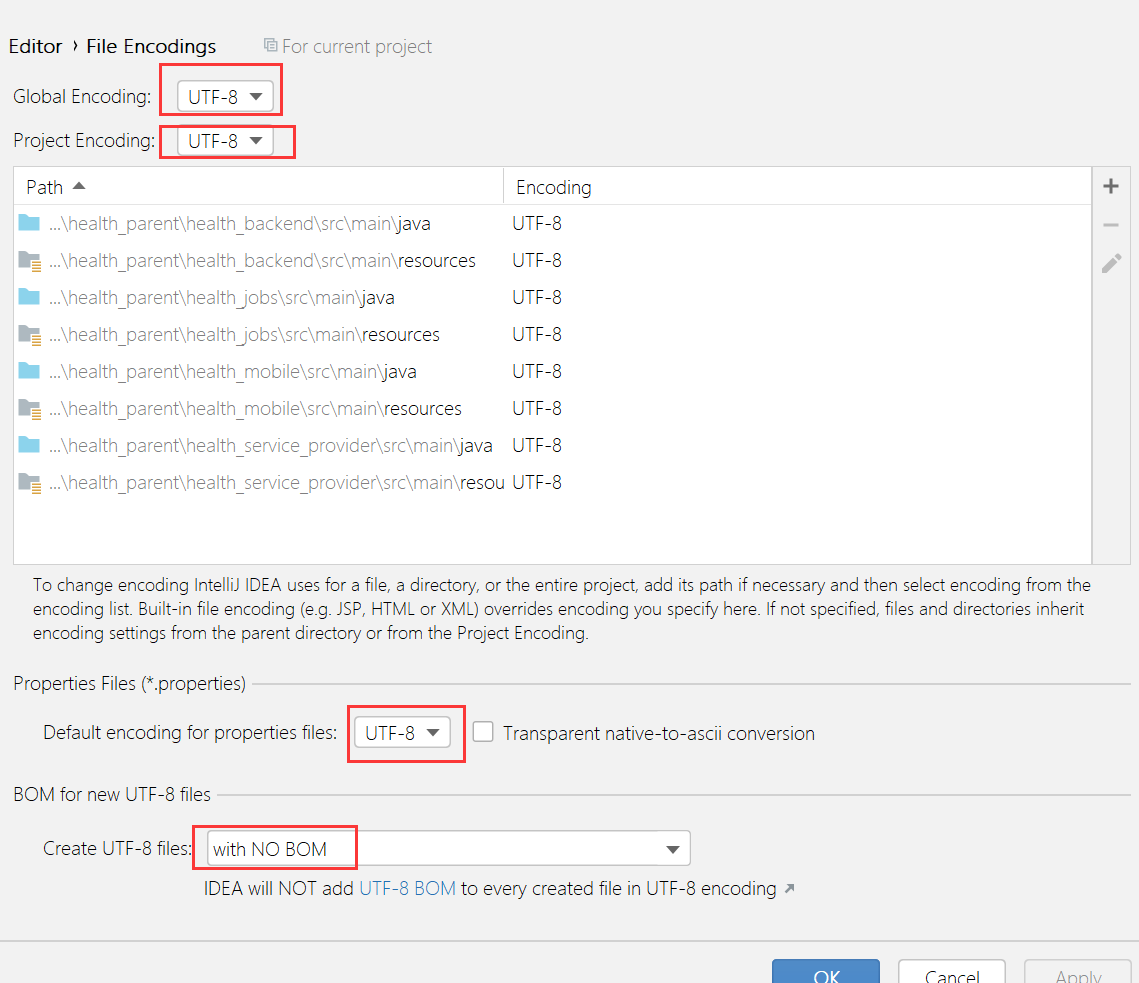 Editor › File Encodings For current project
Global Encoding: UTF-8
Project Encoding: UTF-8
Path Encoding
...\health_parent\health_backend\src\main\java UTF-8
...\health_parent\health_backend\src\main\resources UTF-8
...\health_parent\health_jobs\src\main\java UTF-8
...\health_parent\health_jobs\src\main\resources UTF-8
...\health_parent\health_mobile\src\main\java UTF-8
...\health_parent\health_mobile\src\main\resources UTF-8
...\health_parent\health_service_provider\src\main\java UTF-8
...\health_parent\health_service_provider\src\main\resou UTF-8
To change encoding IntelliJ IDEA uses for a file, a directory, or the entire project, add its path if necessary and then select encoding from the
encoding list. Built-in file encoding (e.g. JSP, HTML or XML) overrides encoding you specify here. If not specified, files and directories inherit
encoding settings from the parent directory or from the Project Encoding.
Properties Files (*.properties)
Default encoding for properties files: UTF-8 Transparent native-to-ascii conversion
BOM for new UTF-8 files
Create UTF-8 files: with NO BOM
IDEA will NOT add UTF-8 BOM to every created file in UTF-8 encoding ↗
OK Cancel Apply